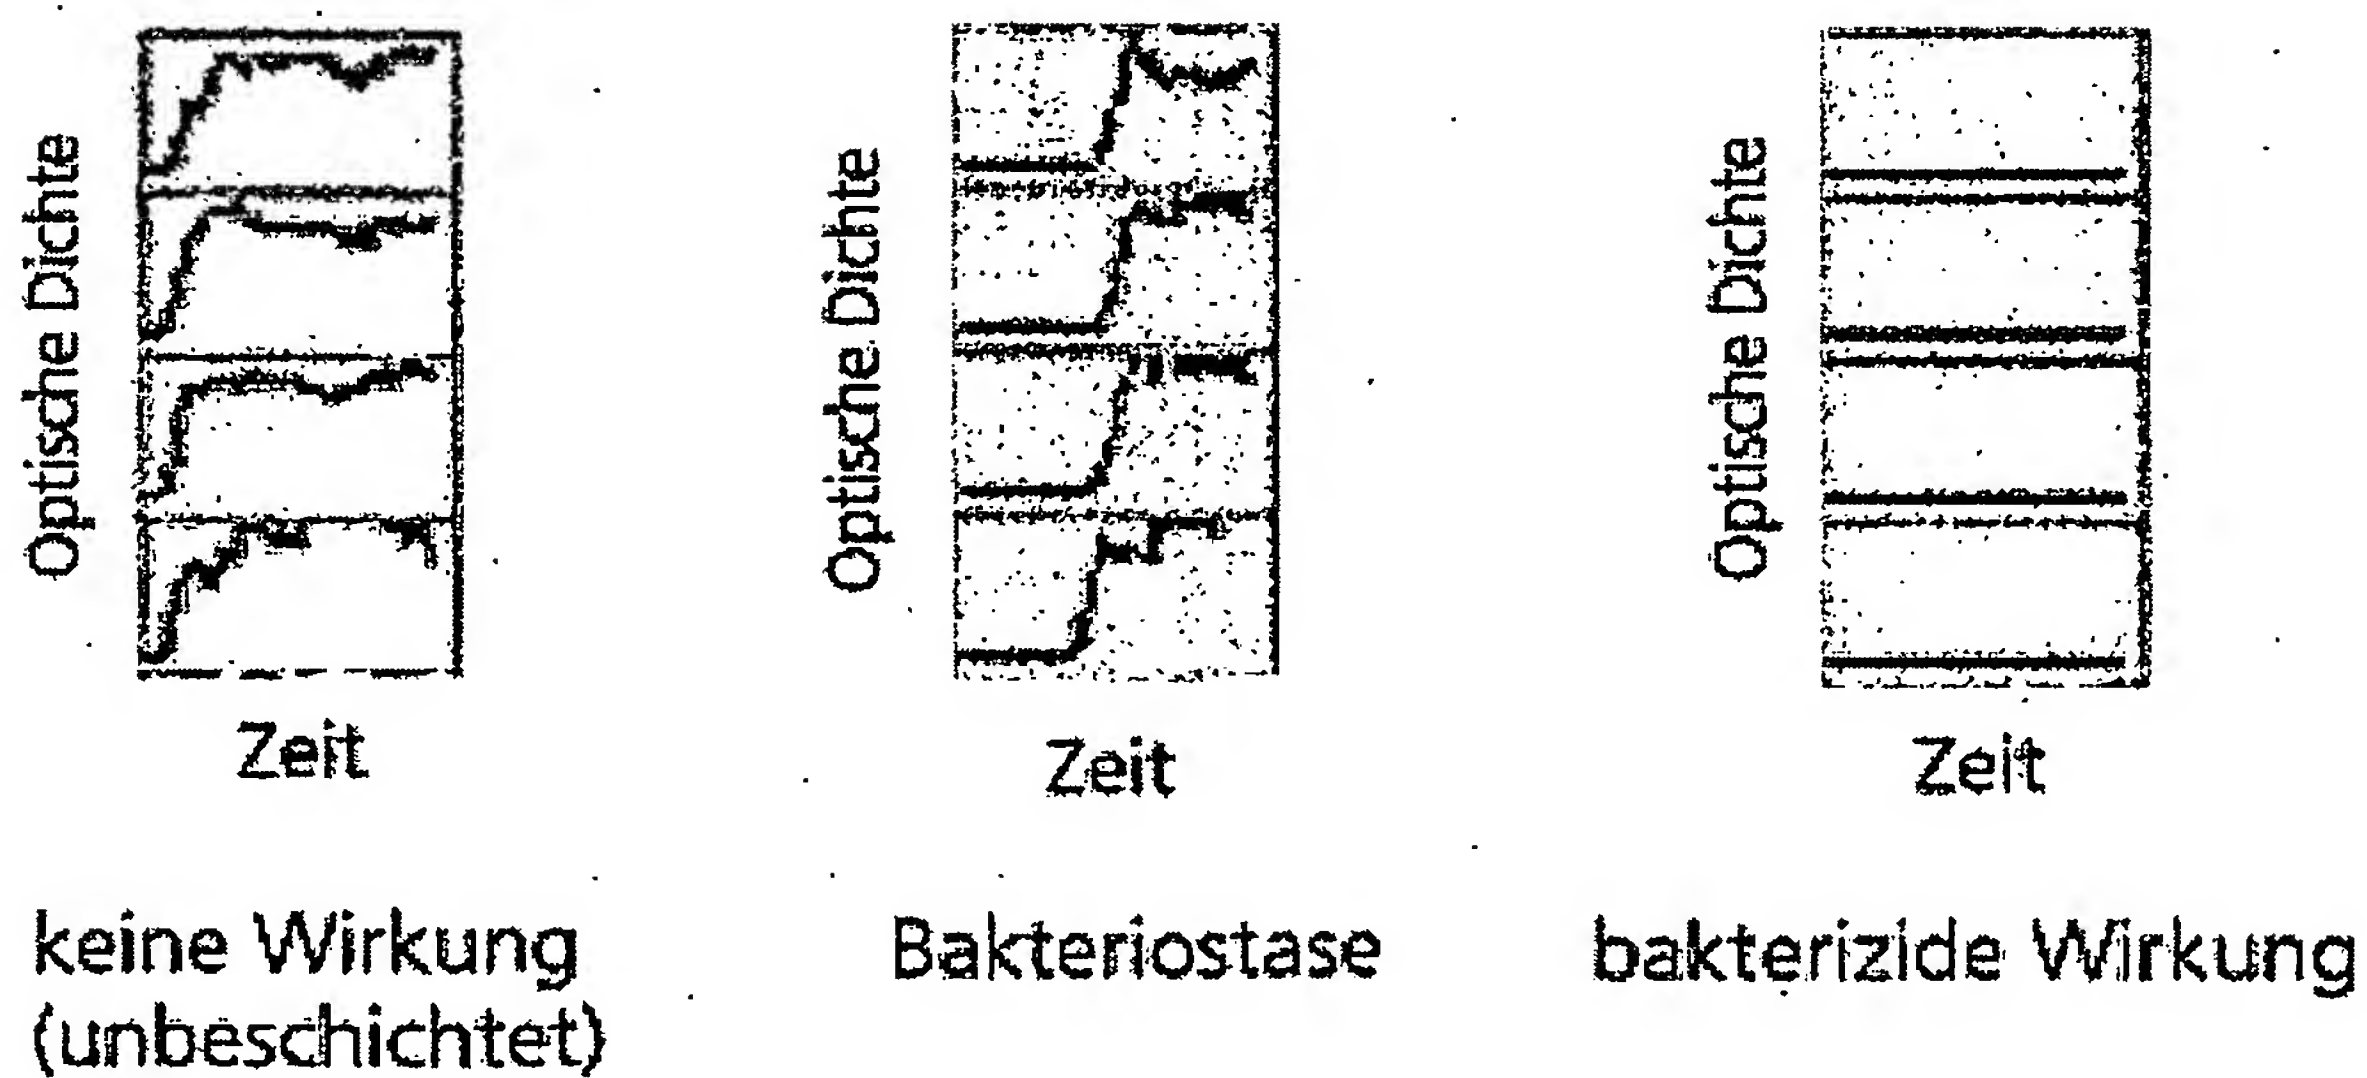 Optische Dichte
Zeit
keine Wirkung
(unbeschichtet)
Optische Dichte
Zeit
Bakteriostase
Optische Dichte
Zeit
bakterizide Wirkung